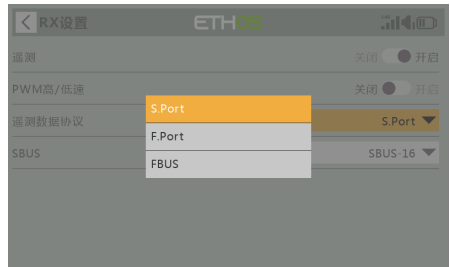 RX设置 ETHOS
遥测 关闭 开启
PWM高/低速 关闭 开启
S.Port
遥测数据协议 S.Port
F.Port
SBUS SBUS-16
FBUS